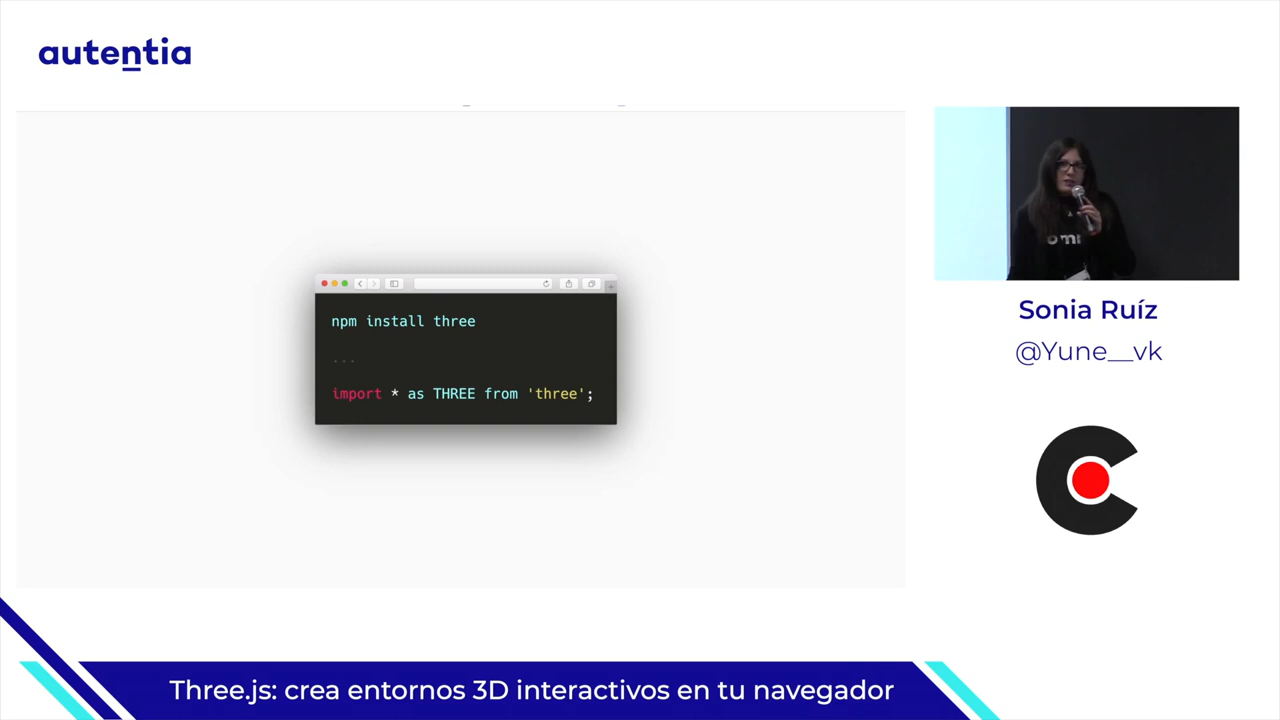 autentia
npm install three
...
import * as THREE from 'three';
Sonia Ruíz
@Yune__vk
Three.js: crea entornos 3D interactivos en tu navegador